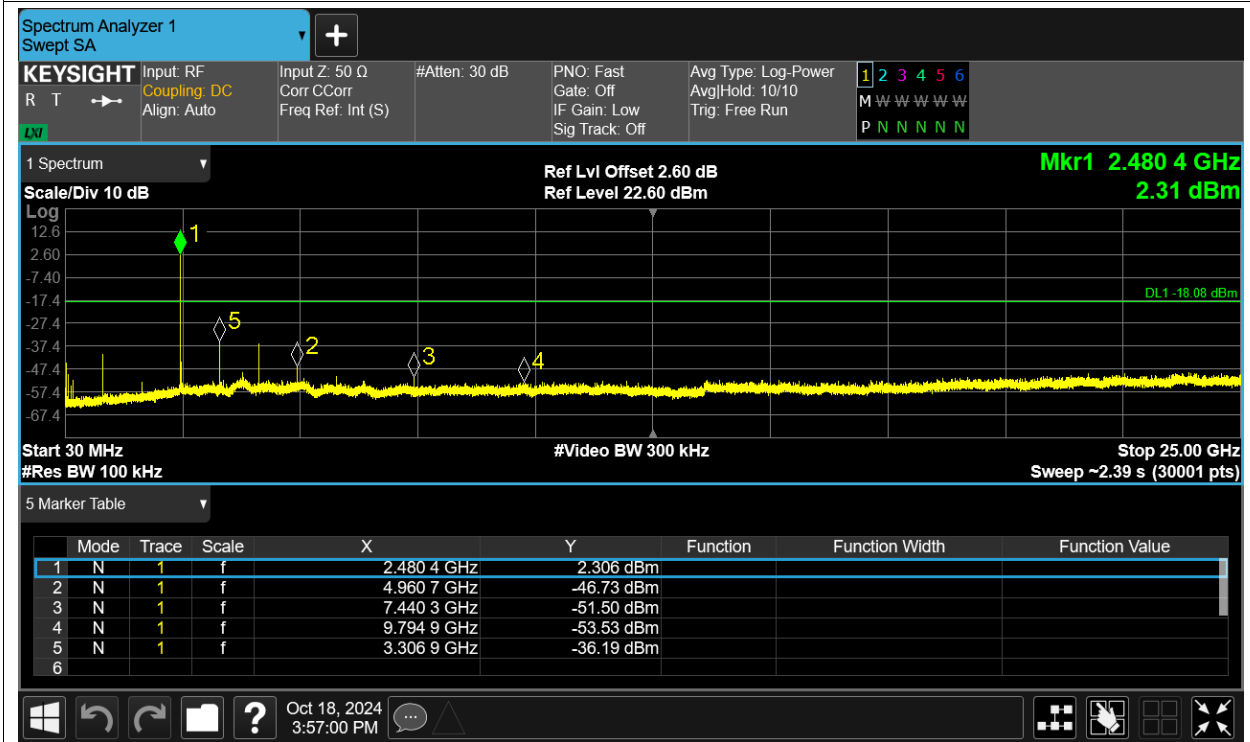 Spectrum Analyzer 1
Swept SA
+
KEYSIGHT Input: RF Input Z: 50 Ω #Atten: 30 dB PNO: Fast Avg Type: Log-Power 1 2 3 4 5 6
R T Coupling: DC Corr CCorr Gate: Off Avg|Hold: 10/10 M W W W W W
Align: Auto Freq Ref: Int (S) IF Gain: Low Trig: Free Run
LXI Sig Track: Off P N N N N N
1 Spectrum Ref Lvl Offset 2.60 dB Mkr1 2.480 4 GHz
Scale/Div 10 dB Ref Level 22.60 dBm 2.31 dBm
Log
12.6
1
2.60
-7.40
-17.4 DL1 -18.08 dBm
-27.4 5
-37.4 2
-47.4 3 4
-57.4
-67.4
Start 30 MHz #Video BW 300 kHz Stop 25.00 GHz
#Res BW 100 kHz Sweep ~2.39 s (30001 pts)
5 Marker Table
Mode Trace Scale X Y Function Function Width Function Value
1 N 1 f 2.480 4 GHz 2.306 dBm
2 N 1 f 4.960 7 GHz -46.73 dBm
3 N 1 f 7.440 3 GHz -51.50 dBm
4 N 1 f 9.794 9 GHz -53.53 dBm
5 N 1 f 3.306 9 GHz -36.19 dBm
6
? Oct 18, 2024
3:57:00 PM